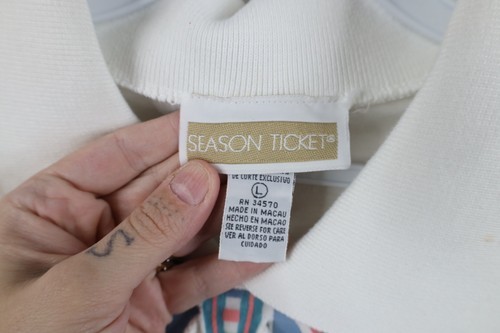 SEASON TICKET®
DE CORTE EXCLUSIVO
L
RN 34570
MADE IN MACAU
HECHO EN MACAU
SEE REVERSE FOR CARE
VER AL DORSO PARA
CUIDADO